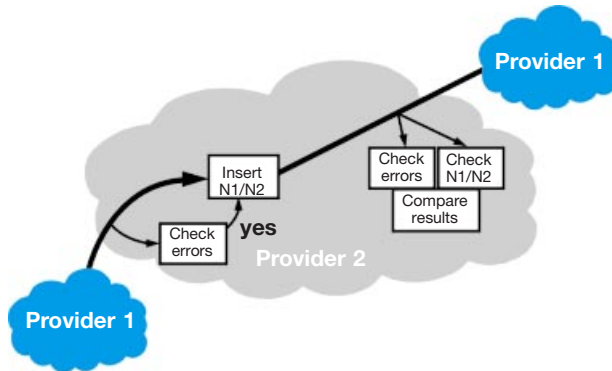 Provider 1
Insert
N1/N2
Check
errors
Check
N1/N2
Compare
results
Check
errors
yes
Provider 2
Provider 1